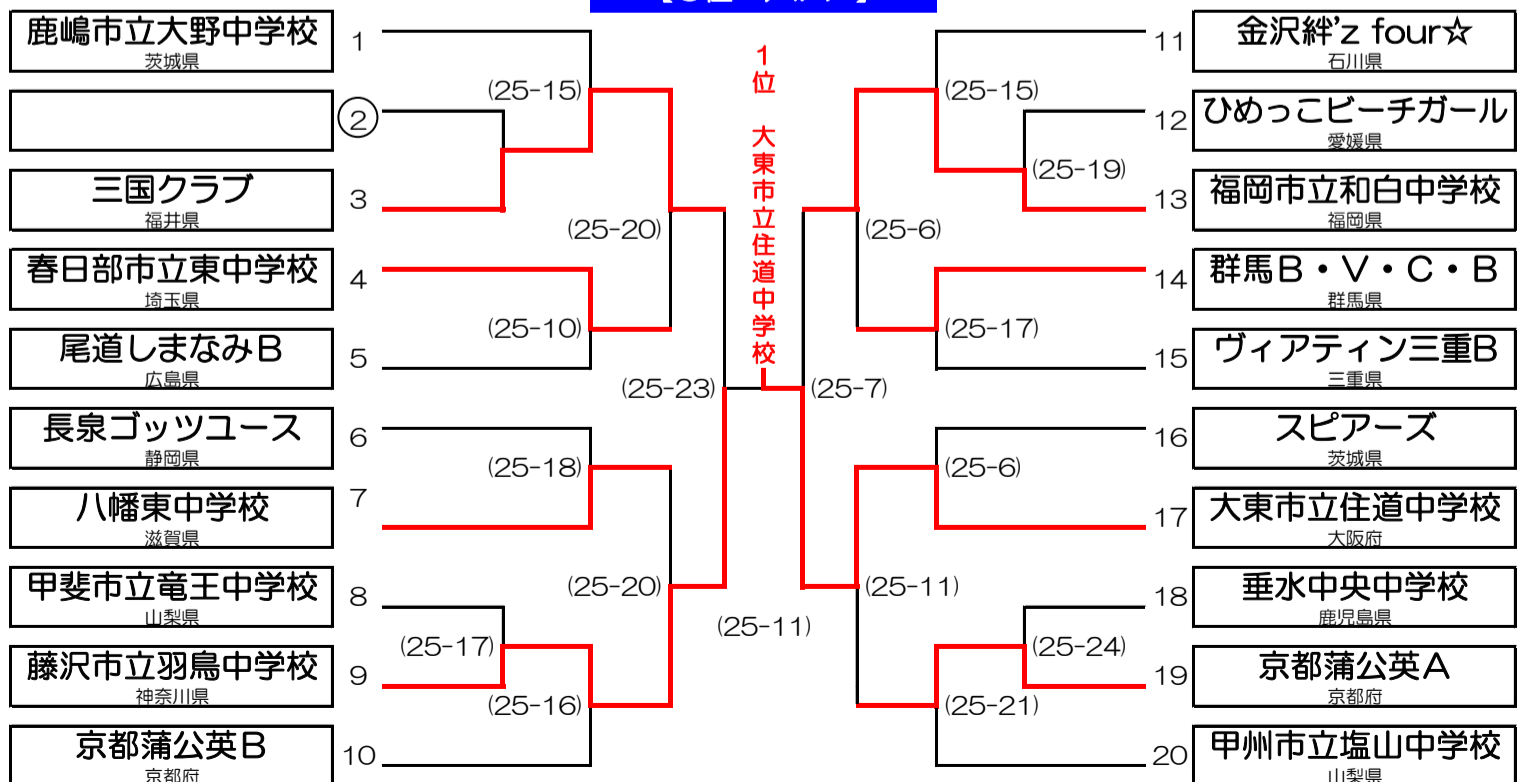 鹿嶋市立大野中学校
茨城県
1
2
三国クラブ
福井県
3
春日部市立東中学校
埼玉県
4
尾道しまなみB
広島県
5
長泉ゴッツユース
静岡県
6
八幡東中学校
滋賀県
7
甲斐市立竜王中学校
山梨県
8
藤沢市立羽鳥中学校
神奈川県
9
京都蒲公英B
京都府
10
(25-15)
(25-20)
(25-10)
(25-23)
(25-18)
(25-20)
(25-17)
(25-16)
1位 大東市立住道中学校
(25-11)
(25-15)
(25-19)
(25-6)
(25-17)
(25-7)
(25-6)
(25-11)
(25-24)
(25-21)
11
金沢絆’z four☆
石川県
12
ひめっこビーチガール
愛媛県
13
福岡市立和白中学校
福岡県
14
群馬B・V・C・B
群馬県
15
ヴィアティン三重B
三重県
16
スピアーズ
茨城県
17
大東市立住道中学校
大阪府
18
垂水中央中学校
鹿児島県
19
京都蒲公英A
京都府
20
甲州市立塩山中学校
山梨県